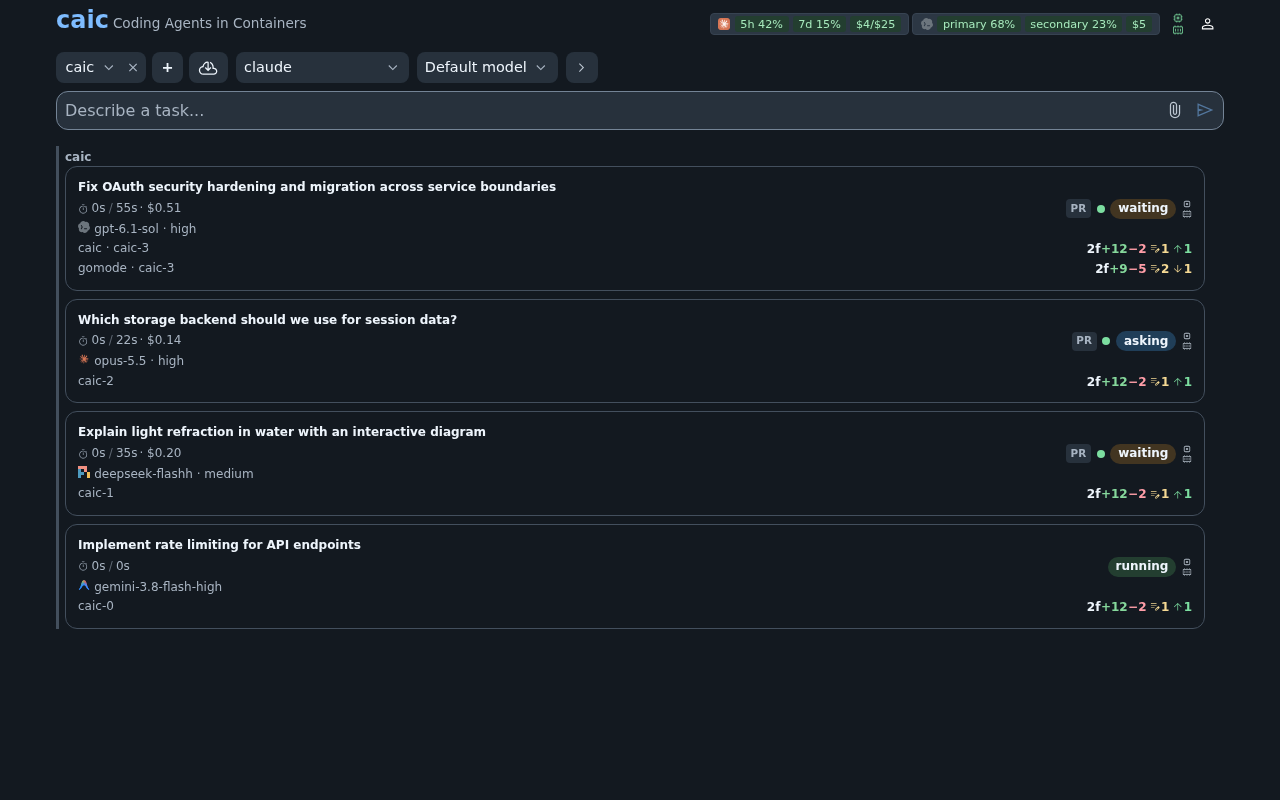 caic Coding Agents in Containers
5h 42% 7d 15% $4/$25 primary 68% secondary 23% $5
caic + claude Default model
Describe a task...
caic
Fix OAuth security hardening and migration across service boundaries
0s / 55s · $0.51 PR waiting
gpt-6.1-sol · high
caic · caic-3 2f+12−2 1 ↑1
gomode · caic-3 2f+9−5 2 ↓1
Which storage backend should we use for session data?
0s / 22s · $0.14 PR asking
opus-5.5 · high
caic-2 2f+12−2 1 ↑1
Explain light refraction in water with an interactive diagram
0s / 35s · $0.20 PR waiting
deepseek-flashh · medium
caic-1 2f+12−2 1 ↑1
Implement rate limiting for API endpoints
0s / 0s running
gemini-3.8-flash-high
caic-0 2f+12−2 1 ↑1